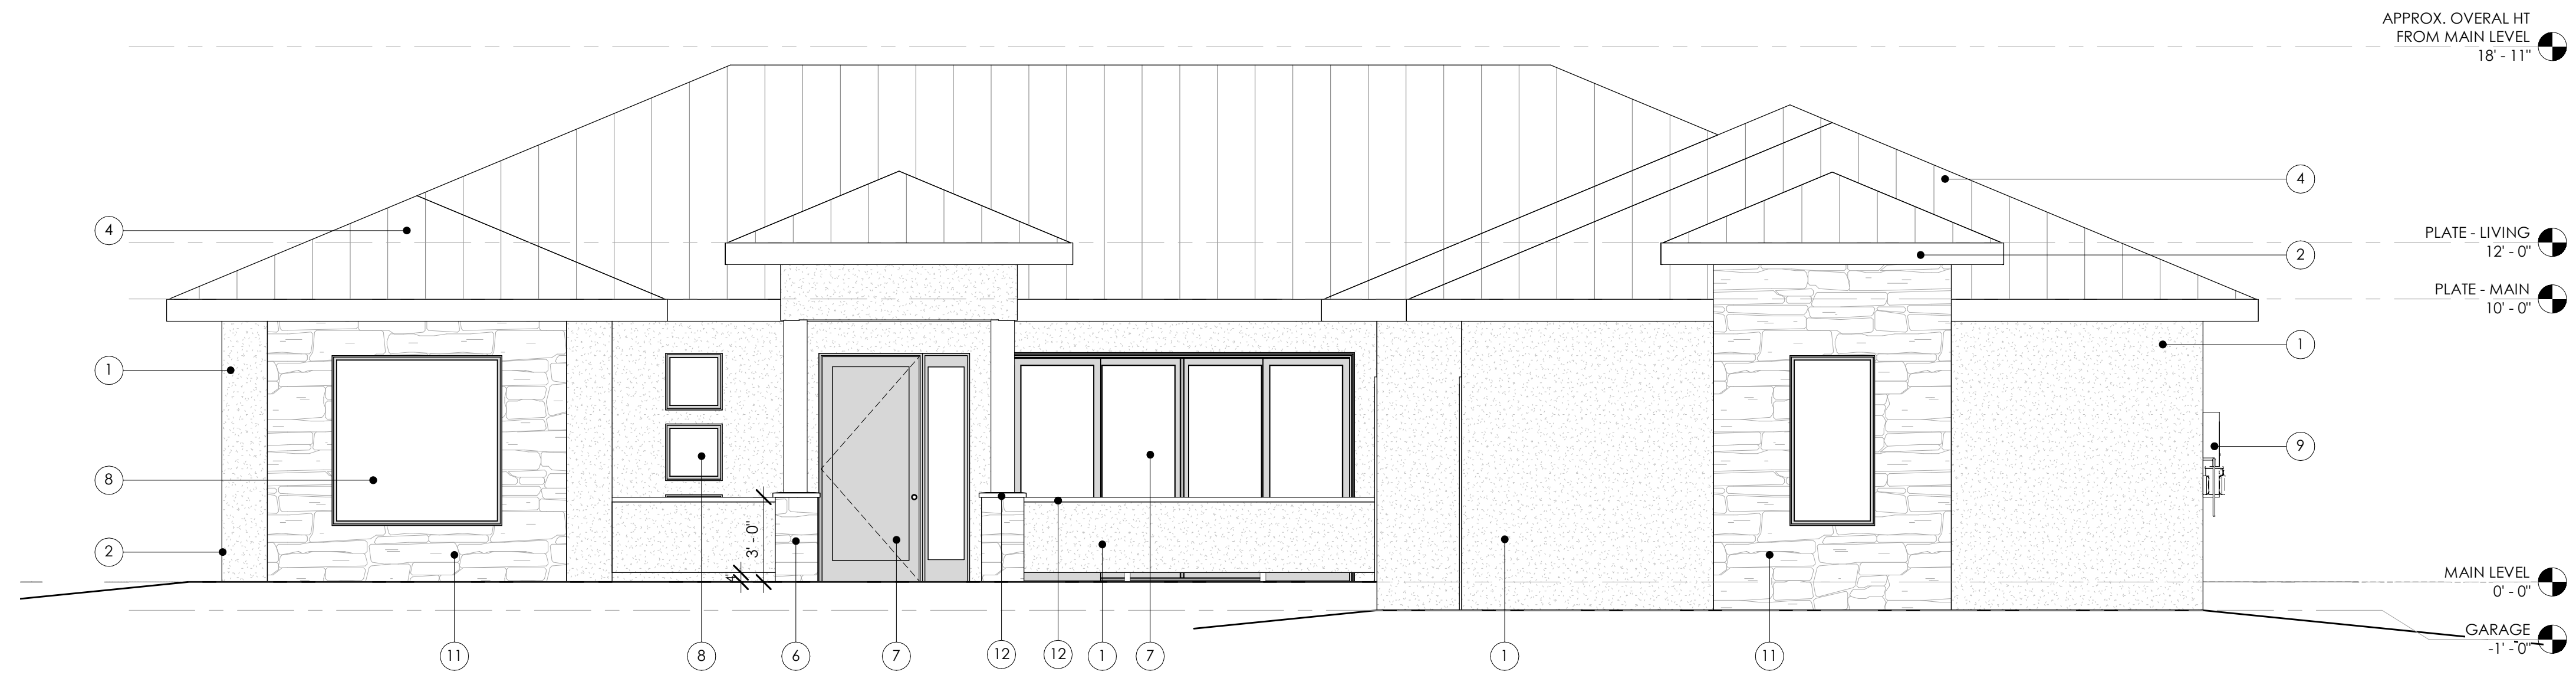 APPROX. OVERAL HT
FROM MAIN LEVEL
18' - 11"
4
4
PLATE - LIVING
12' - 0"
2
PLATE - MAIN
10' - 0"
1
1
9
8
3' - 0"
2
4"
MAIN LEVEL
0' - 0"
GARAGE
-1' - 0"
11
8
6
7
12
12
1
7
1
11